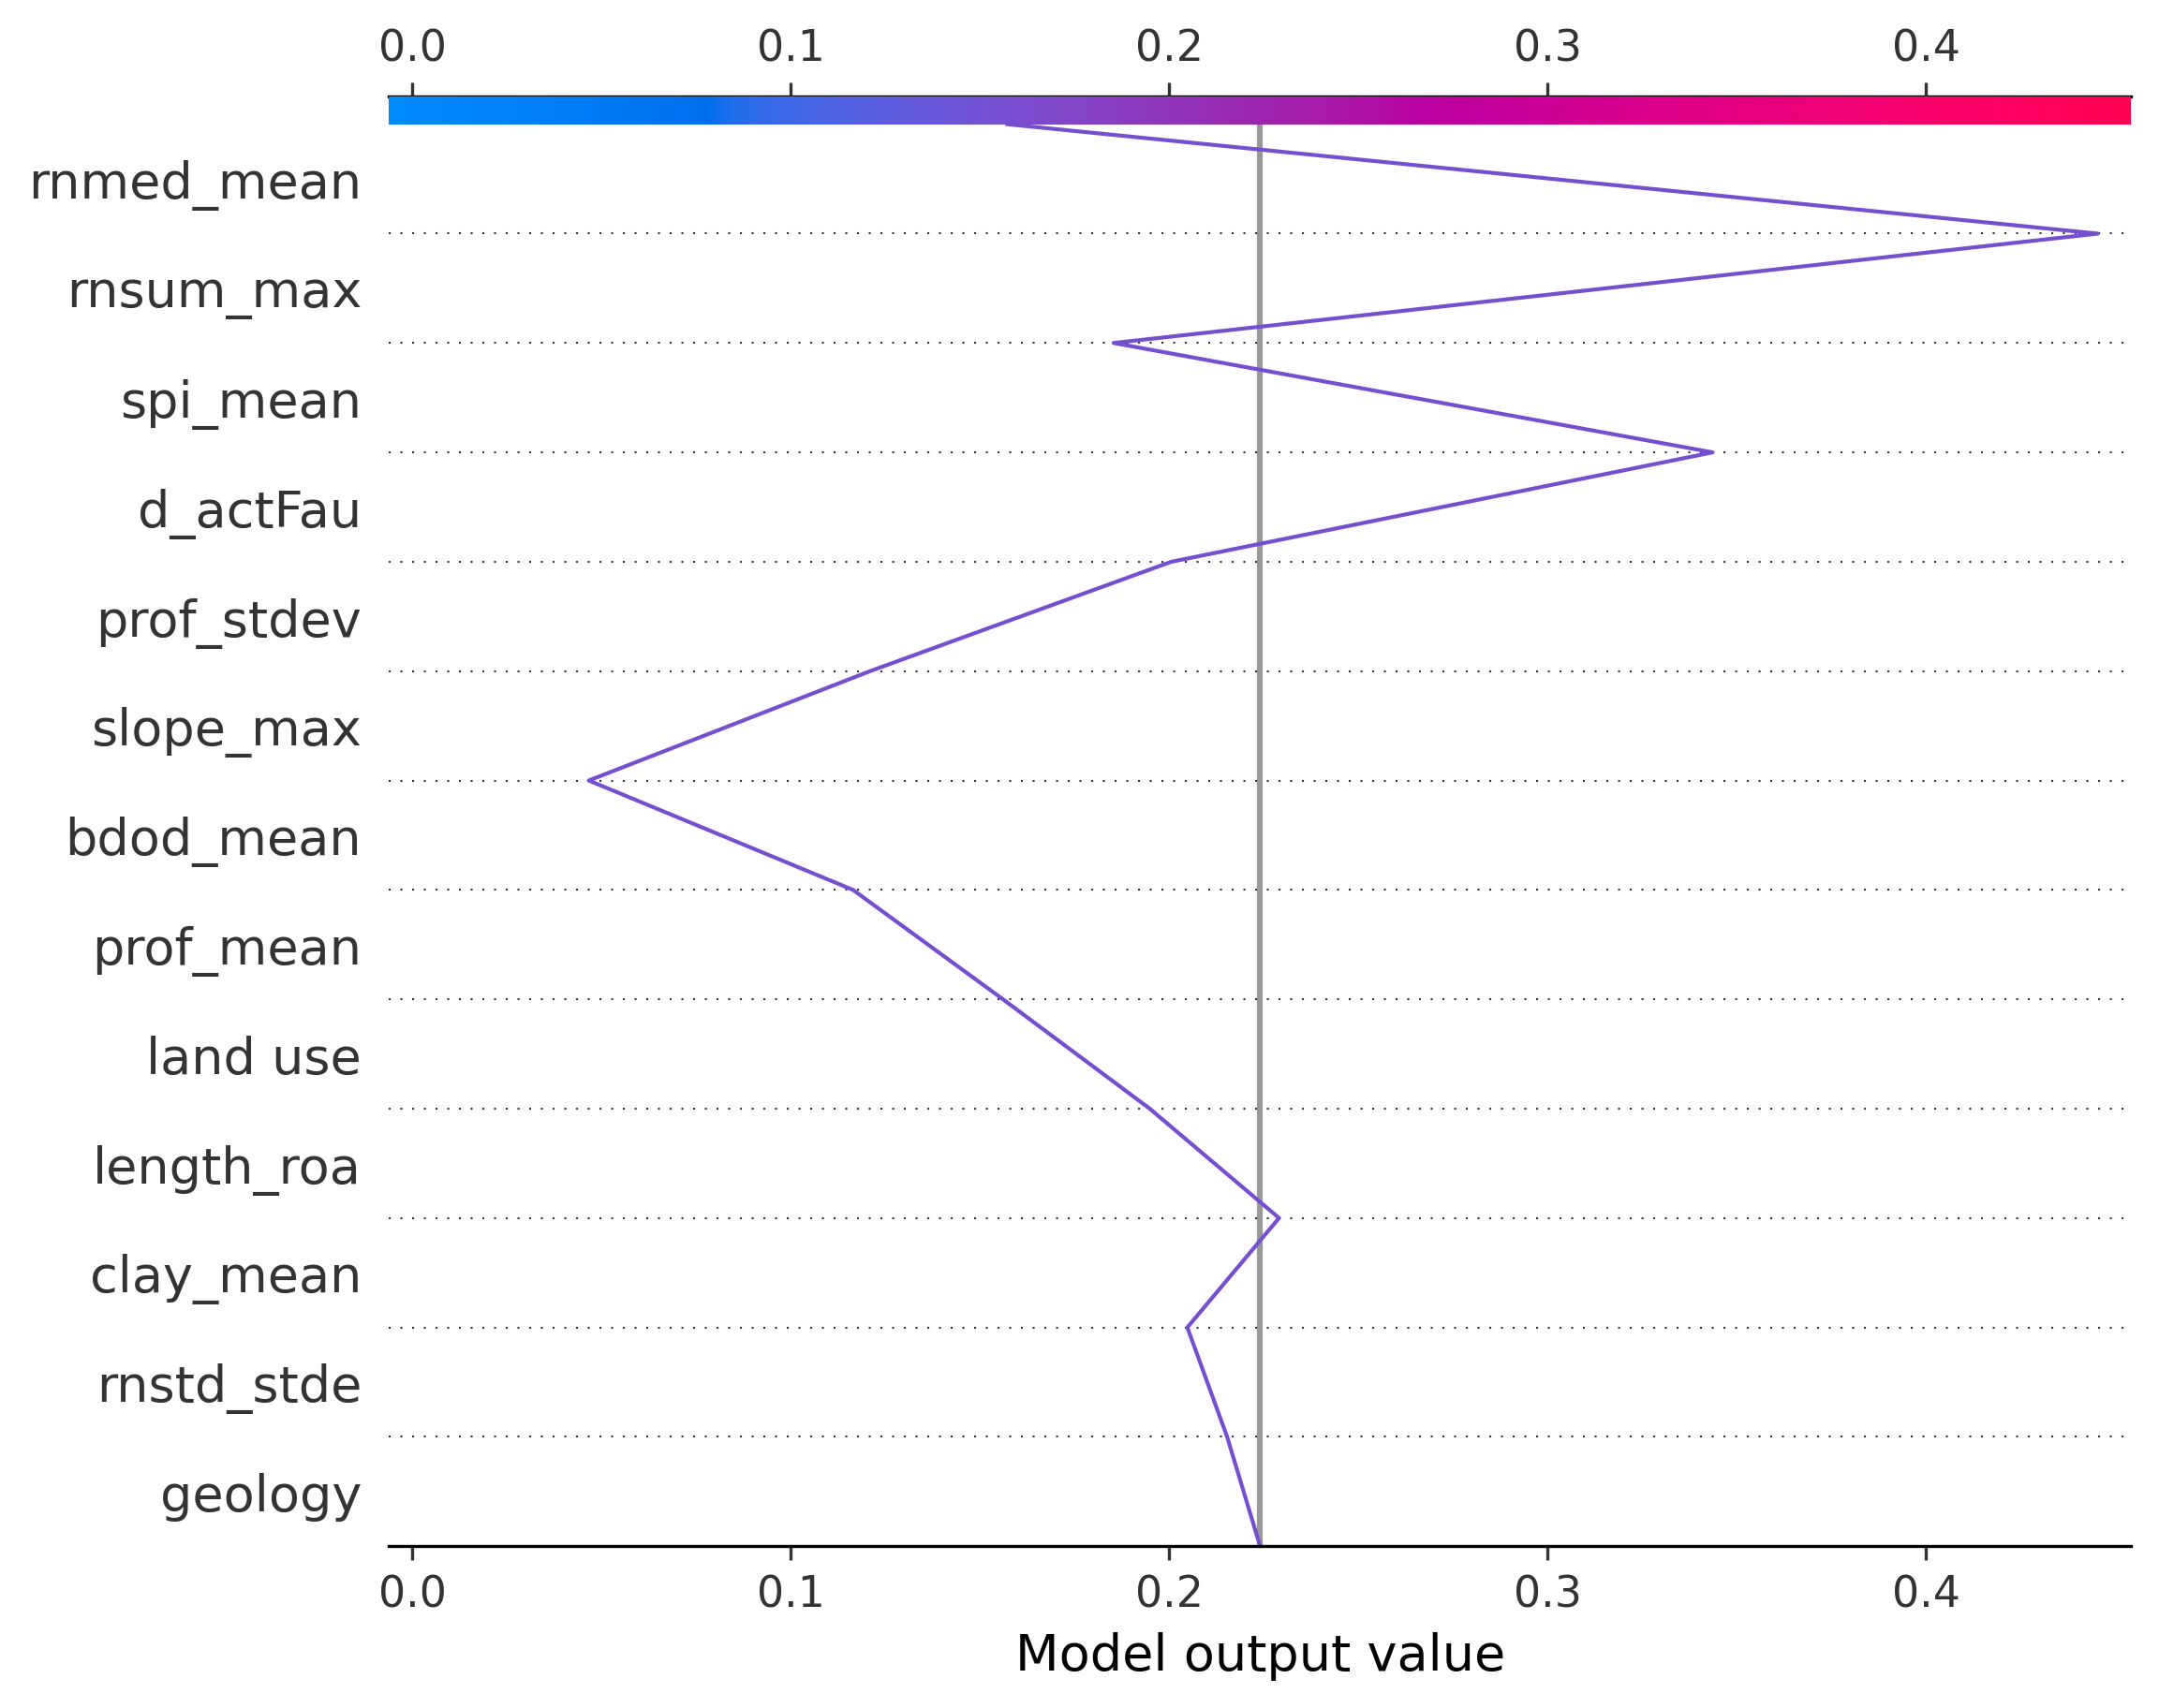 0.0 0.1 0.2 0.3 0.4
rnmed_mean
rnsum_max
spi_mean
d_actFau
prof_stdev
slope_max
bdod_mean
prof_mean
land use
length_roa
clay_mean
rnstd_stde
geology
0.0 0.1 0.2 0.3 0.4
Model output value